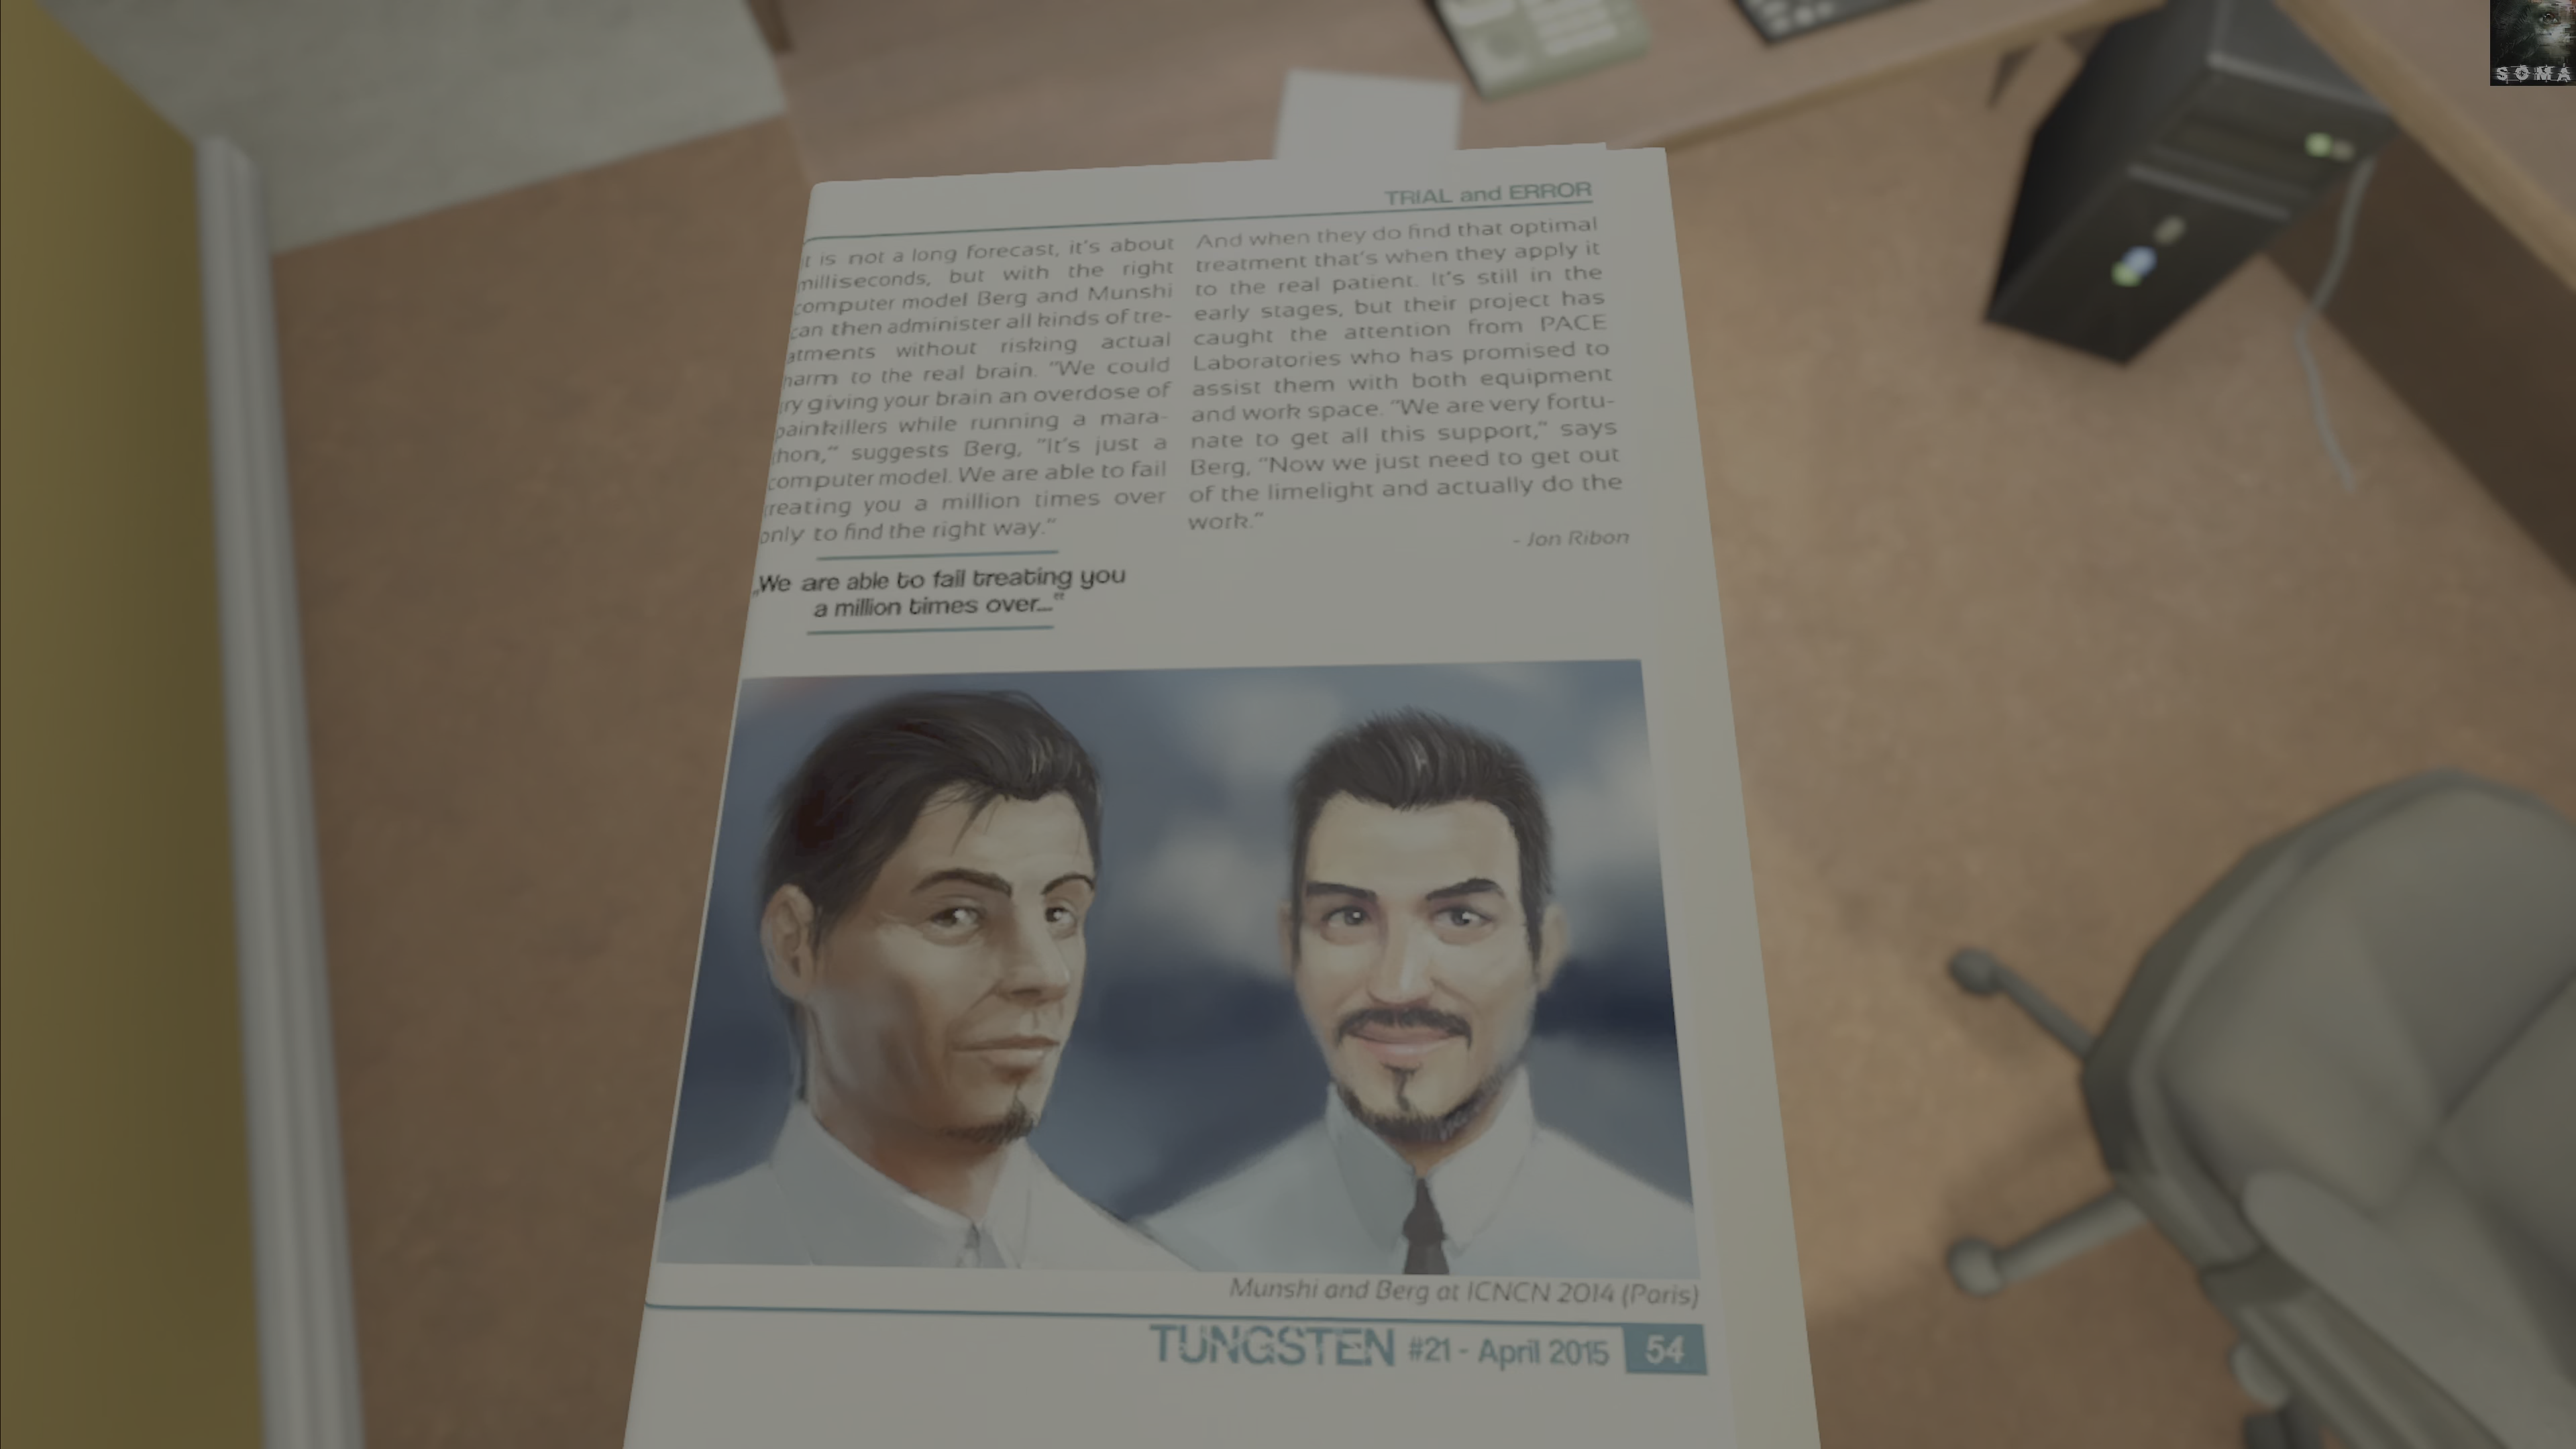 TRIAL and ERROR
t is not a long forecast, it's about
milliseconds, but with the right
computer model Berg and Munshi
can then administer all kinds of tre-
atments without risking actual
harm to the real brain. "We could
ry giving your brain an overdose of
painkillers while running a mara-
thon," suggests Berg, "It's just a
computer model. We are able to fail
treating you a million times over
only to find the right way."
„We are able to fail treating you
a million times over..."
And when they do find that optimal
treatment that's when they apply it
to the real patient. It's still in the
early stages, but their project has
caught the attention from PACE
Laboratories who has promised to
assist them with both equipment
and work space. "We are very fortu-
nate to get all this support," says
Berg, "Now we just need to get out
of the limelight and actually do the
work."
- Jon Ribon
Munshi and Berg at ICNCN 2014 (Paris)
TUNGSTEN #21 - April 2015 54
SOMA